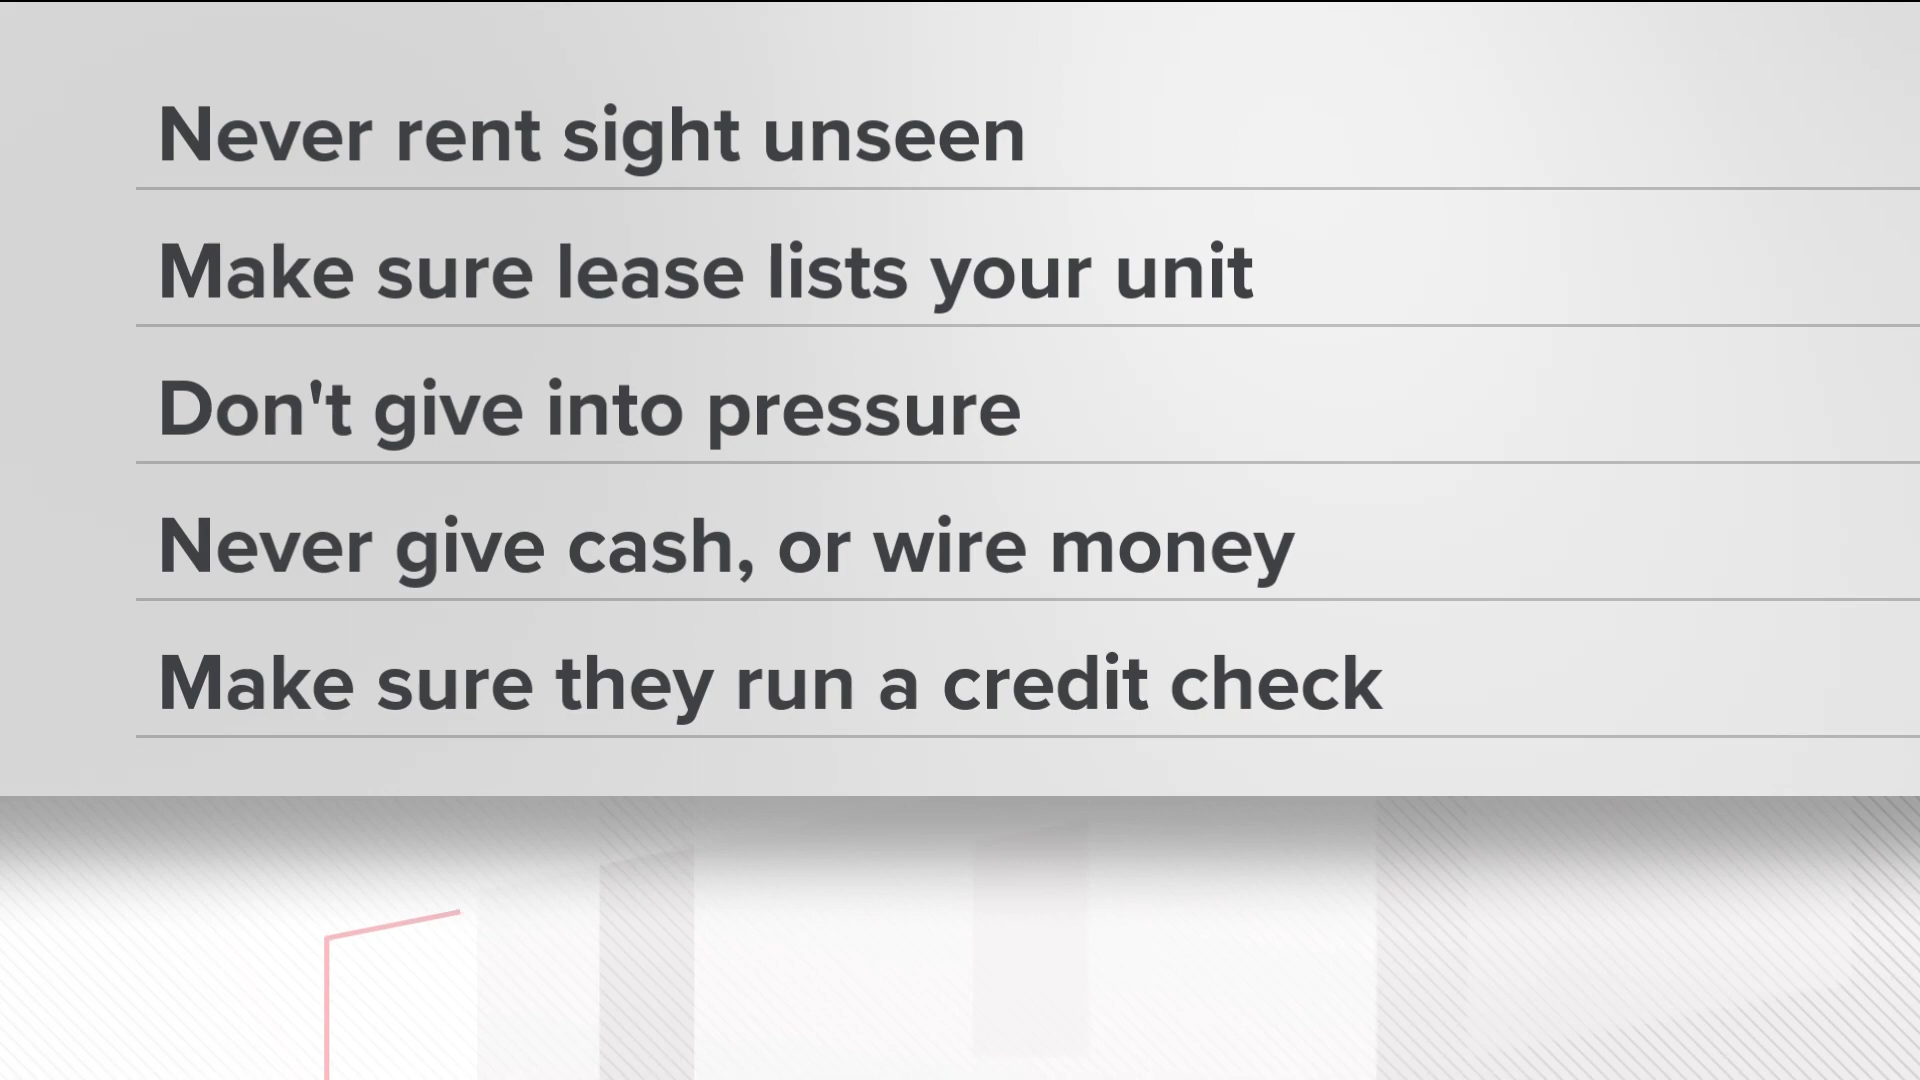 Never rent sight unseen
Make sure lease lists your unit
Don't give into pressure
Never give cash, or wire money
Make sure they run a credit check